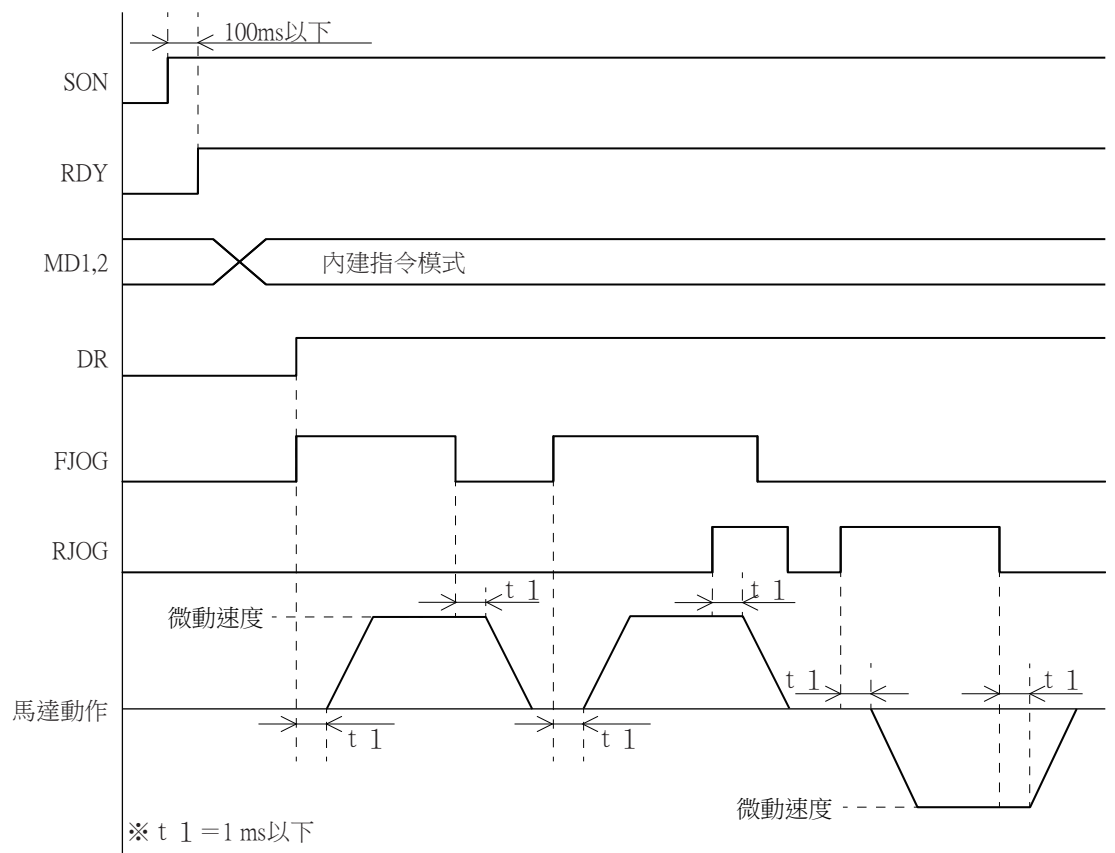 100ms以下
SON
RDY
MD1,2
內建指令模式
DR
FJOG
RJOG
t 1
t 1
微動速度
t 1
t 1
馬達動作
t 1
t 1
微動速度
※ t 1 =1 ms以下